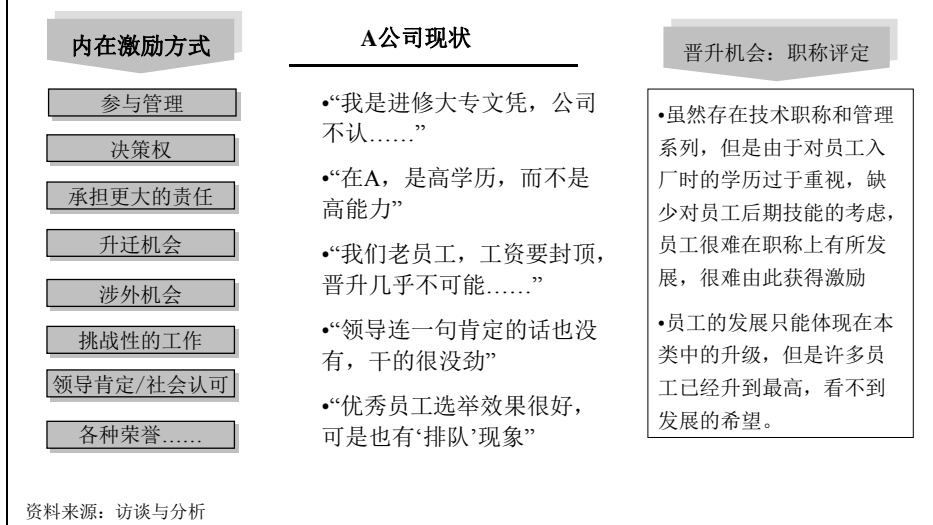 内在激励方式
参与管理
决策权
承担更大的责任
升迁机会
涉外机会
挑战性的工作
领导肯定/社会认可
各种荣誉……
A公司现状
•“我是进修大专文凭，公司
不认……”
•“在A，是高学历，而不是
高能力”
•“我们老员工，工资要封顶，
晋升几乎不可能……”
•“领导连一句肯定的话也没
有，干的很没劲”
•“优秀员工选举效果很好，
可是也有‘排队’现象”
晋升机会：职称评定
•虽然存在技术职称和管理
系列，但是由于对员工入
厂时的学历过于重视，缺
少对员工后期技能的考虑，
员工很难在职称上有所发
展，很难由此获得激励
•员工的发展只能体现在本
类中的升级，但是许多员
工已经升到最高，看不到
发展的希望。
资料来源：访谈与分析